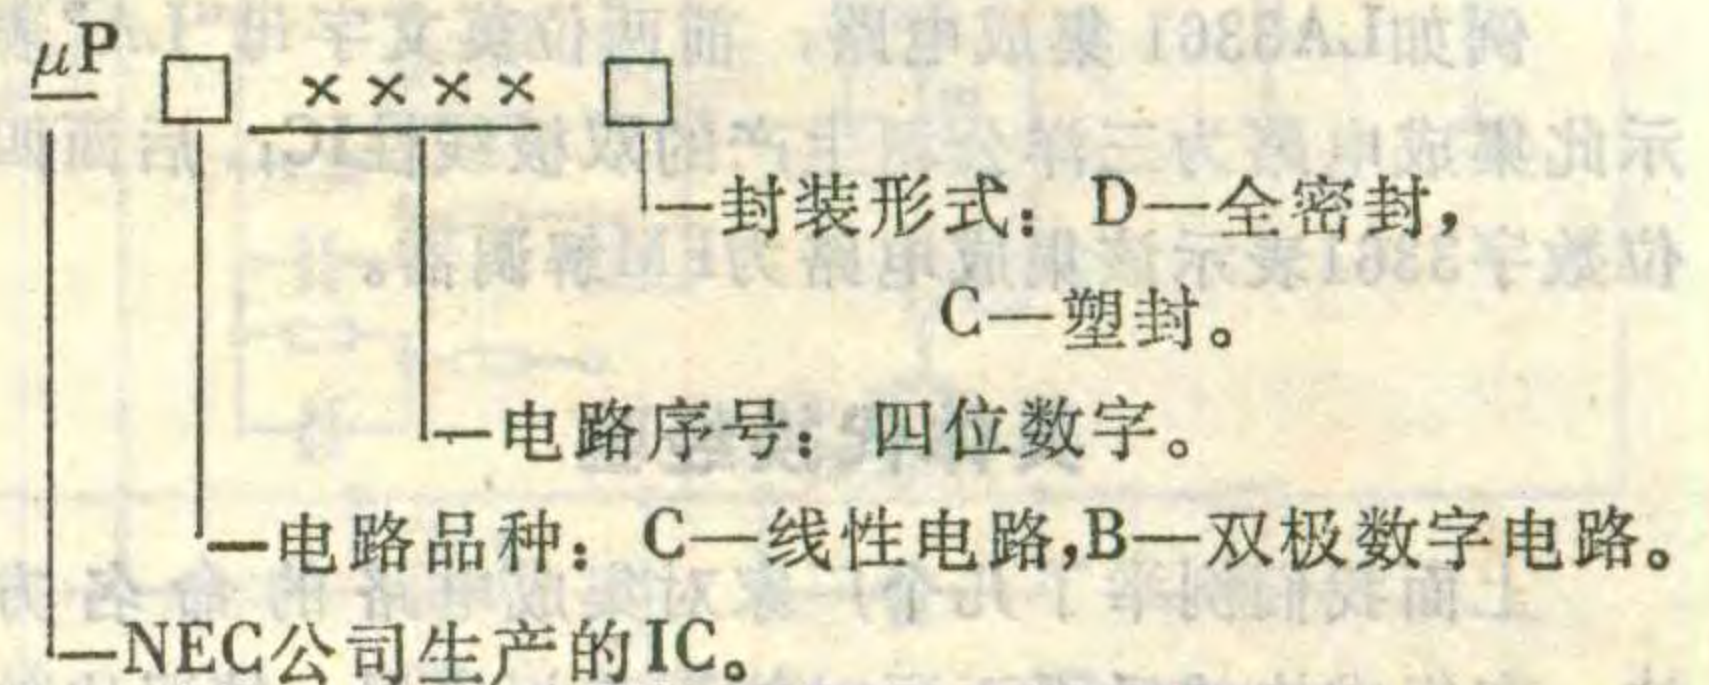 μP □ ×××× □
封装形式：D—全密封，
C—塑封。
电路序号：四位数字。
电路品种：C—线性电路，B—双极数字电路。
NEC公司生产的IC。